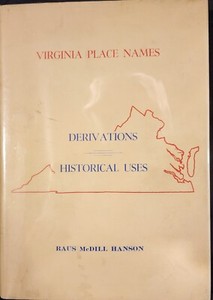 VIRGINIA PLACE NAMES
DERIVATIONS
HISTORICAL USES
RAUS McDILL HANSON